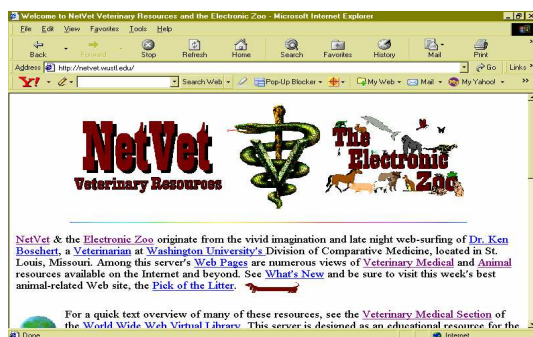 Welcome to NetVet Veterinary Resources and the Electronic Zoo - Microsoft Internet Explorer
File Edit View Favorites Tools Help
Back Forward Stop Refresh Home Search Favorites History Mail Print
Address http://netvet.wustl.edu/ Go Links »
Y! Search Web Pop-Up Blocker My Web Mail My Yahoo! »
NetVet
Veterinary Resources
V
The
Electronic
Zoo
NetVet & the Electronic Zoo originate from the vivid imagination and late night web-surfing of Dr. Ken
Boschert, a Veterinarian at Washington University's Division of Comparative Medicine, located in St.
Louis, Missouri. Among this server's Web Pages are numerous views of Veterinary Medical and Animal
resources available on the Internet and beyond. See What's New and be sure to visit this week's best
animal-related Web site, the Pick of the Litter.
For a quick text overview of many of these resources, see the Veterinary Medical Section of
the World Wide Web Virtual Library. This server is designed as an educational resource for the
Done Internet